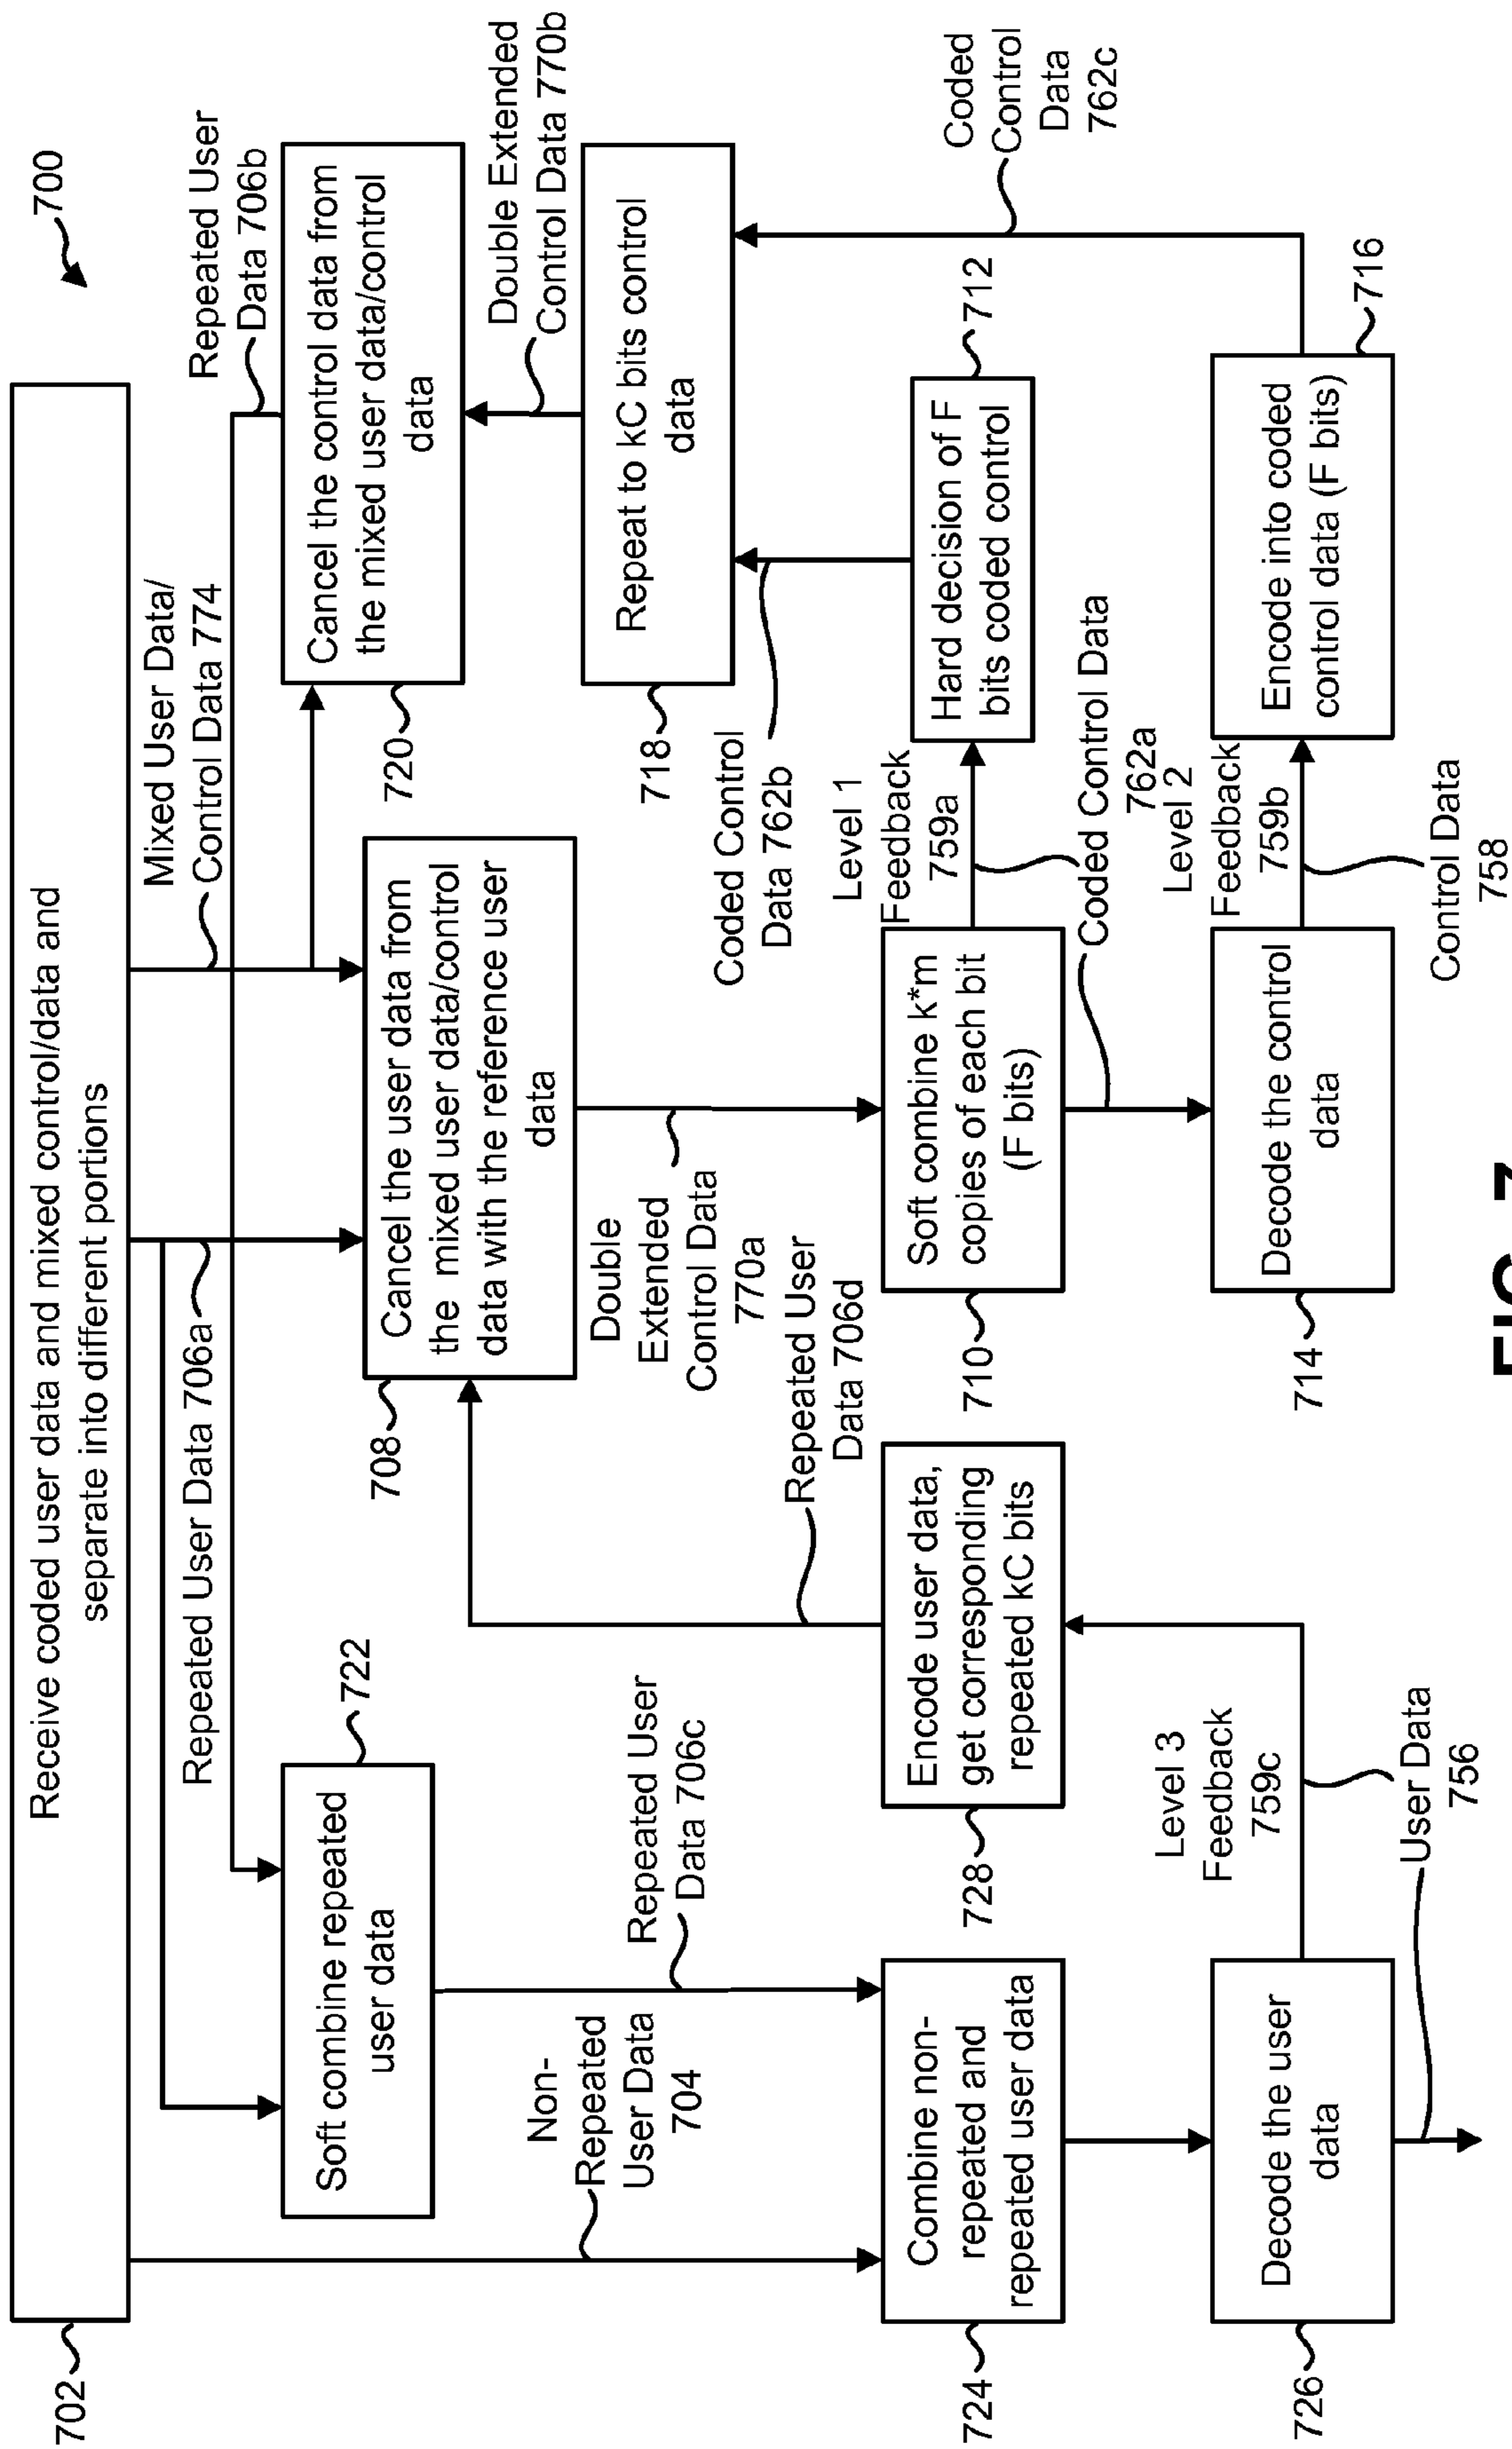 700
Receive coded user data and mixed control/data and
separate into different portions
702
Mixed User Data/
Control Data 774
Repeated User
Data 706b
Repeated User Data 706a
Soft combine repeated
user data
722
Cancel the user data from
the mixed user data/control
data with the reference user
data
708
Cancel the control data from
the mixed user data/control
data
720
Double Extended
Control Data 770b
Repeat to kC bits control
data
718
Non-
Repeated
User Data
704
Repeated User
Data 706c
Repeated User
Data 706d
Double
Extended
Control Data
770a
Coded Control
Data 762b
Coded
Control
Data
762c
Combine non-
repeated and
repeated user data
724
Encode user data,
get corresponding
repeated kC bits
728
Soft combine k*m
copies of each bit
(F bits)
710
Level 1
Feedback
759a
Hard decision of F
bits coded control
712
Coded Control Data
762a
Decode the user
data
726
Level 3
Feedback
759c
User Data
756
Decode the control
data
714
Level 2
Feedback
759b
Control Data
758
Encode into coded
control data (F bits)
716